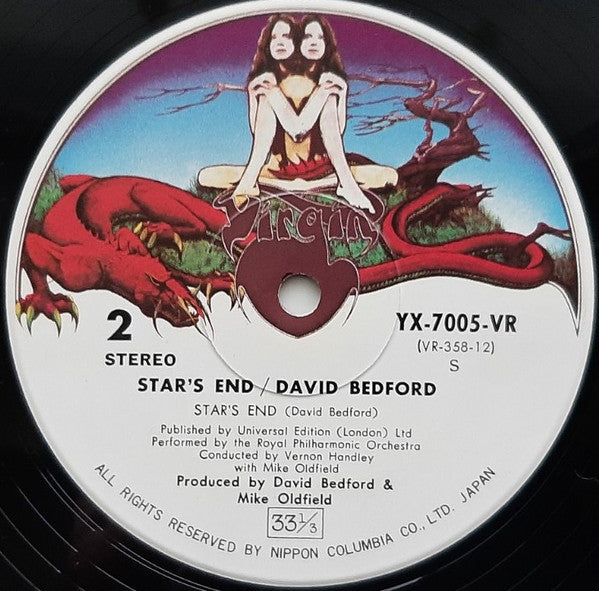 Virgin
2
STEREO
YX-7005-VR
(VR-358-12)
S
STAR'S END / DAVID BEDFORD
STAR'S END (David Bedford)
Published by Universal Edition (London) Ltd
Performed by the Royal Philharmonic Orchestra
Conducted by Vernon Handley
with Mike Oldfield
Produced by David Bedford &
Mike Oldfield
33 1/3
ALL RIGHTS RESERVED BY NIPPON COLUMBIA CO., LTD. JAPAN